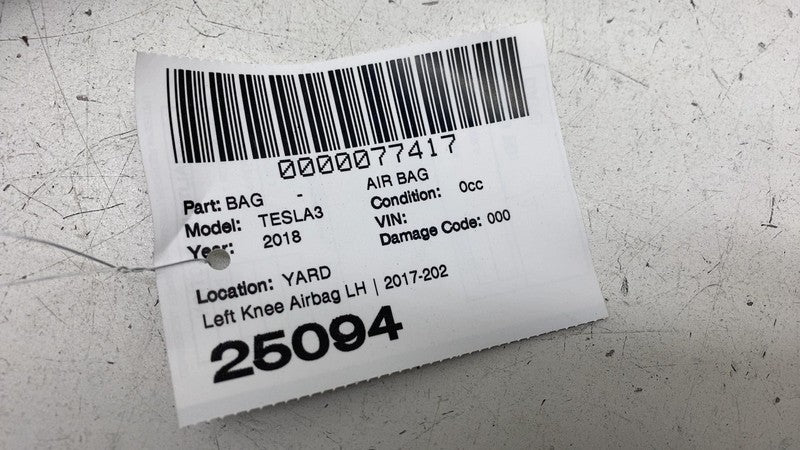 0000077417
Part: BAG - AIR BAG
Model: TESLA3 Condition: 0cc
Year: 2018 VIN:
Damage Code: 000
Location: YARD
Left Knee Airbag LH | 2017-202
25094